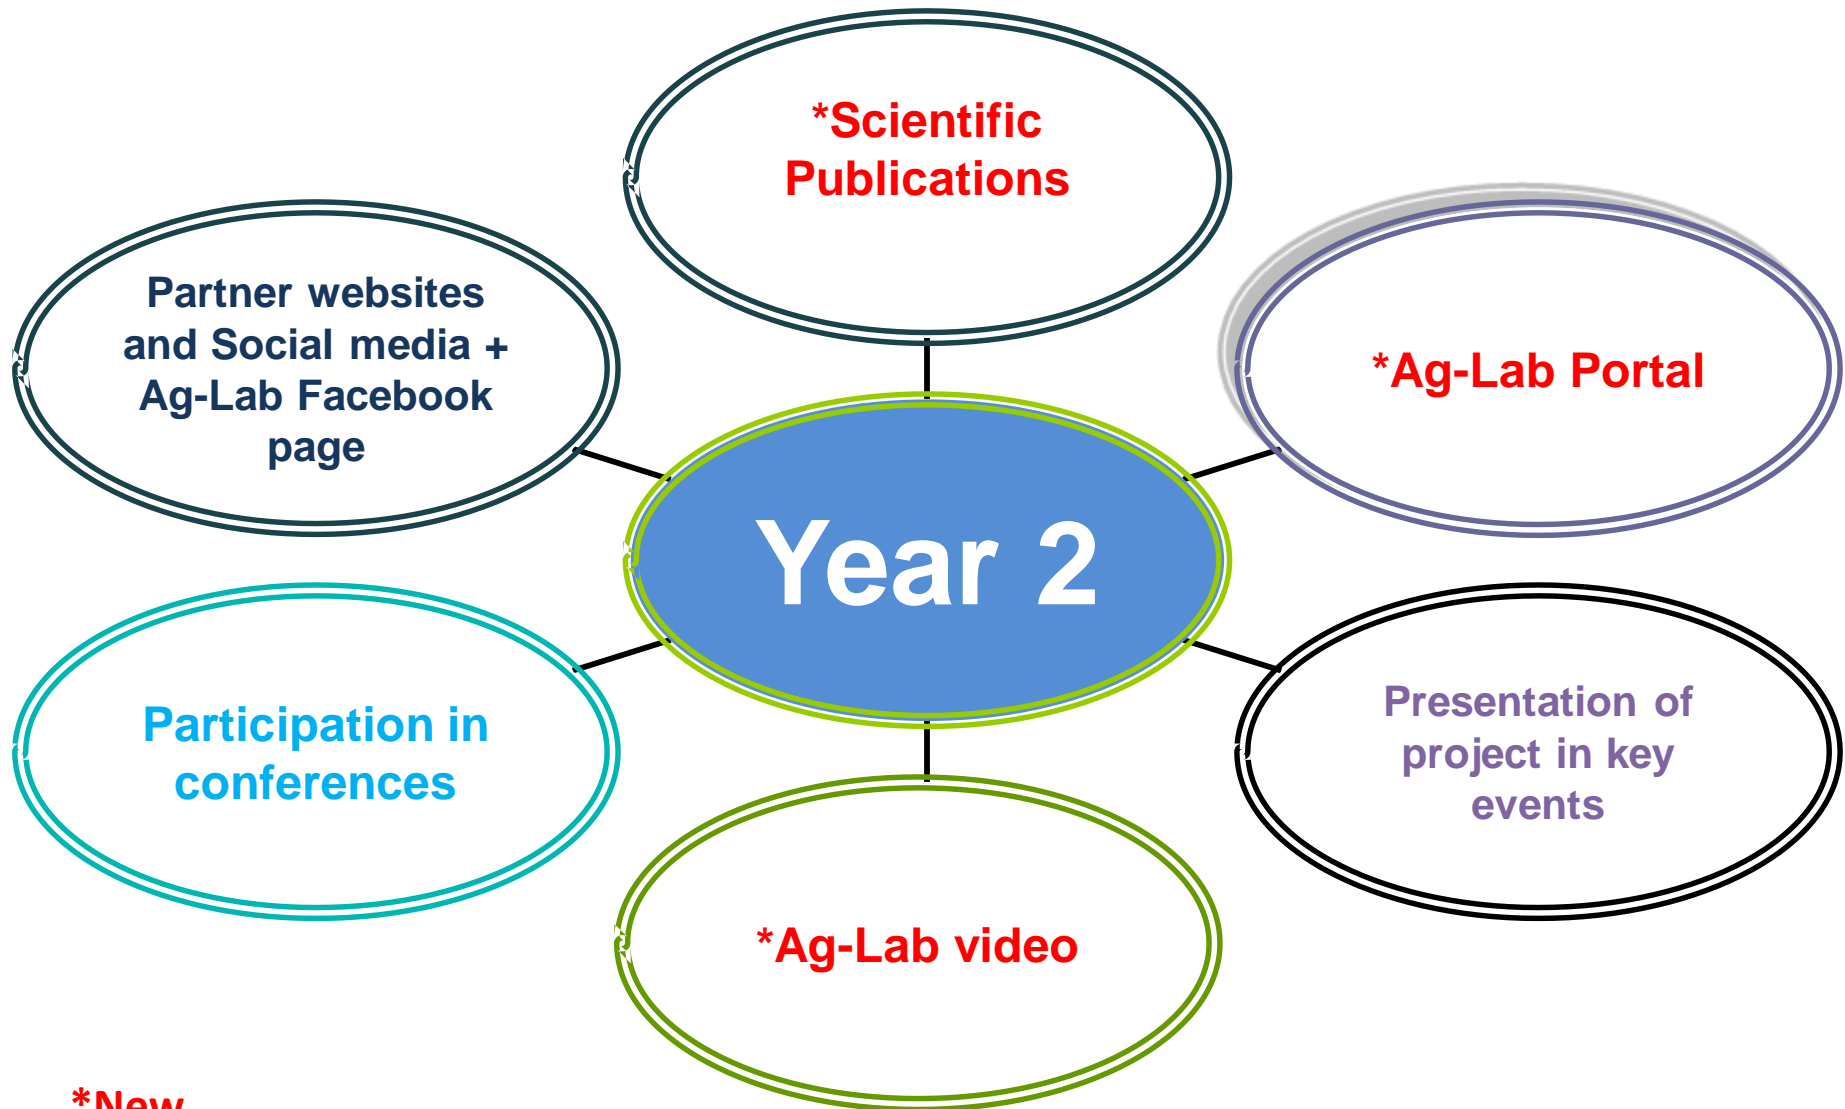 *Scientific
Publications
Partner websites
and Social media +
Ag-Lab Facebook
page
*Ag-Lab Portal
Year 2
Participation in
conferences
Presentation of
project in key
events
*Ag-Lab video
*New